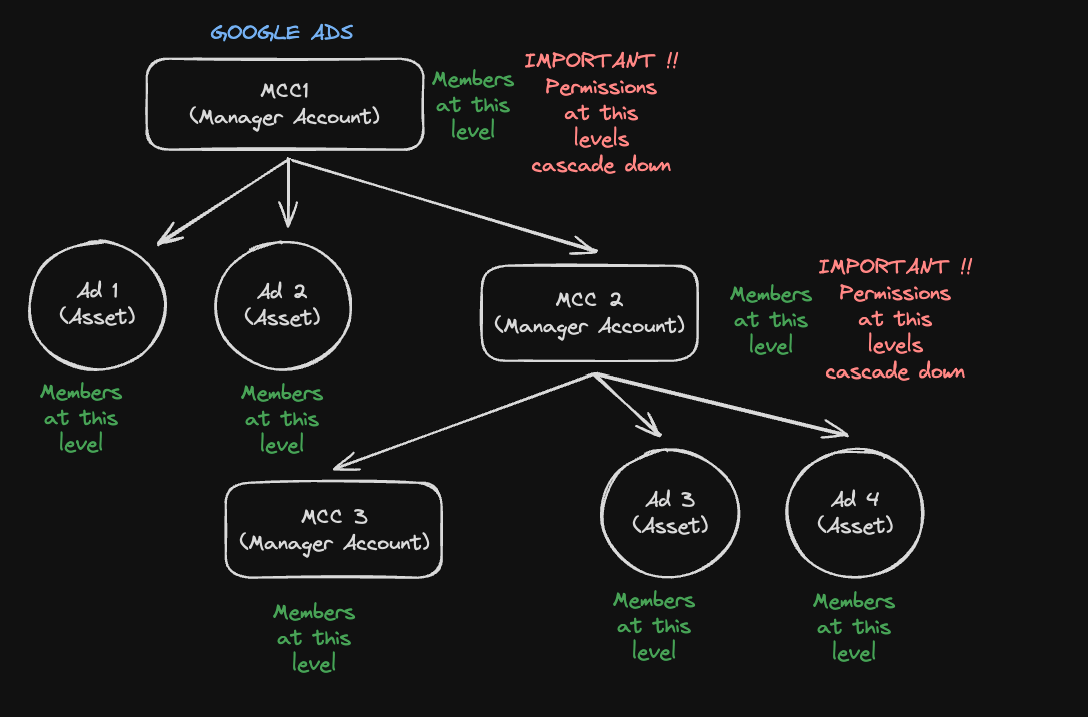 GOOGLE ADS
MCC1
(Manager Account)
Members
at this
level
IMPORTANT !!
Permissions
at this
levels
cascade down
Ad 1
(Asset)
Members
at this
level
Ad 2
(Asset)
Members
at this
level
MCC 2
(Manager Account)
Members
at this
level
IMPORTANT !!
Permissions
at this
levels
cascade down
MCC 3
(Manager Account)
Members
at this
level
Ad 3
(Asset)
Members
at this
level
Ad 4
(Asset)
Members
at this
level